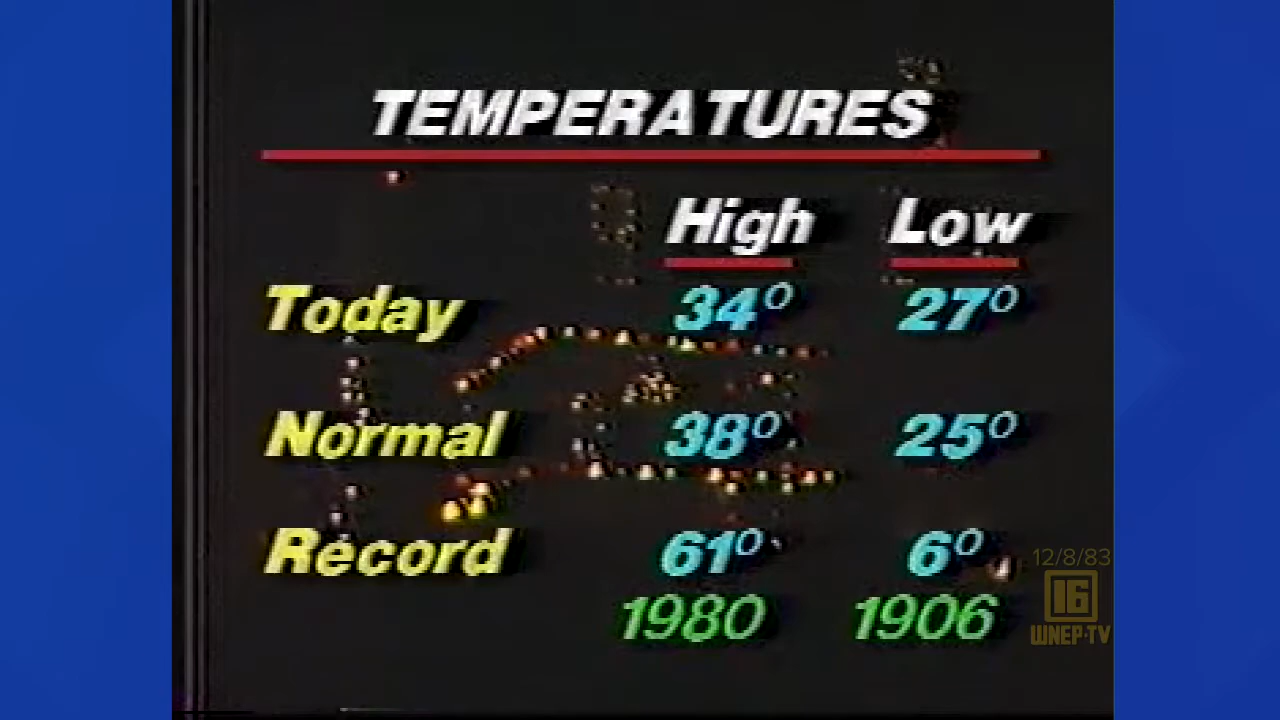 TEMPERATURES
High Low
Today 34° 27°
Normal 38° 25°
Record 61° 6°
1980 1906
12/8/83
16
WNEP-TV